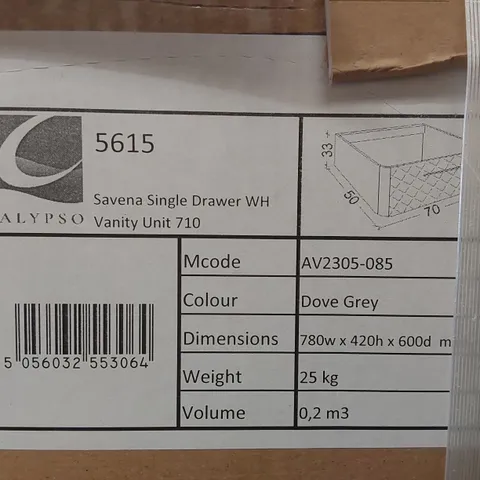 5615
Savena Single Drawer WH
Vanity Unit 710
ALYPSO
33
50
70
Mcode AV2305-085
Colour Dove Grey
Dimensions 780w x 420h x 600d m
Weight 25 kg
Volume 0,2 m3
5 056032 553064